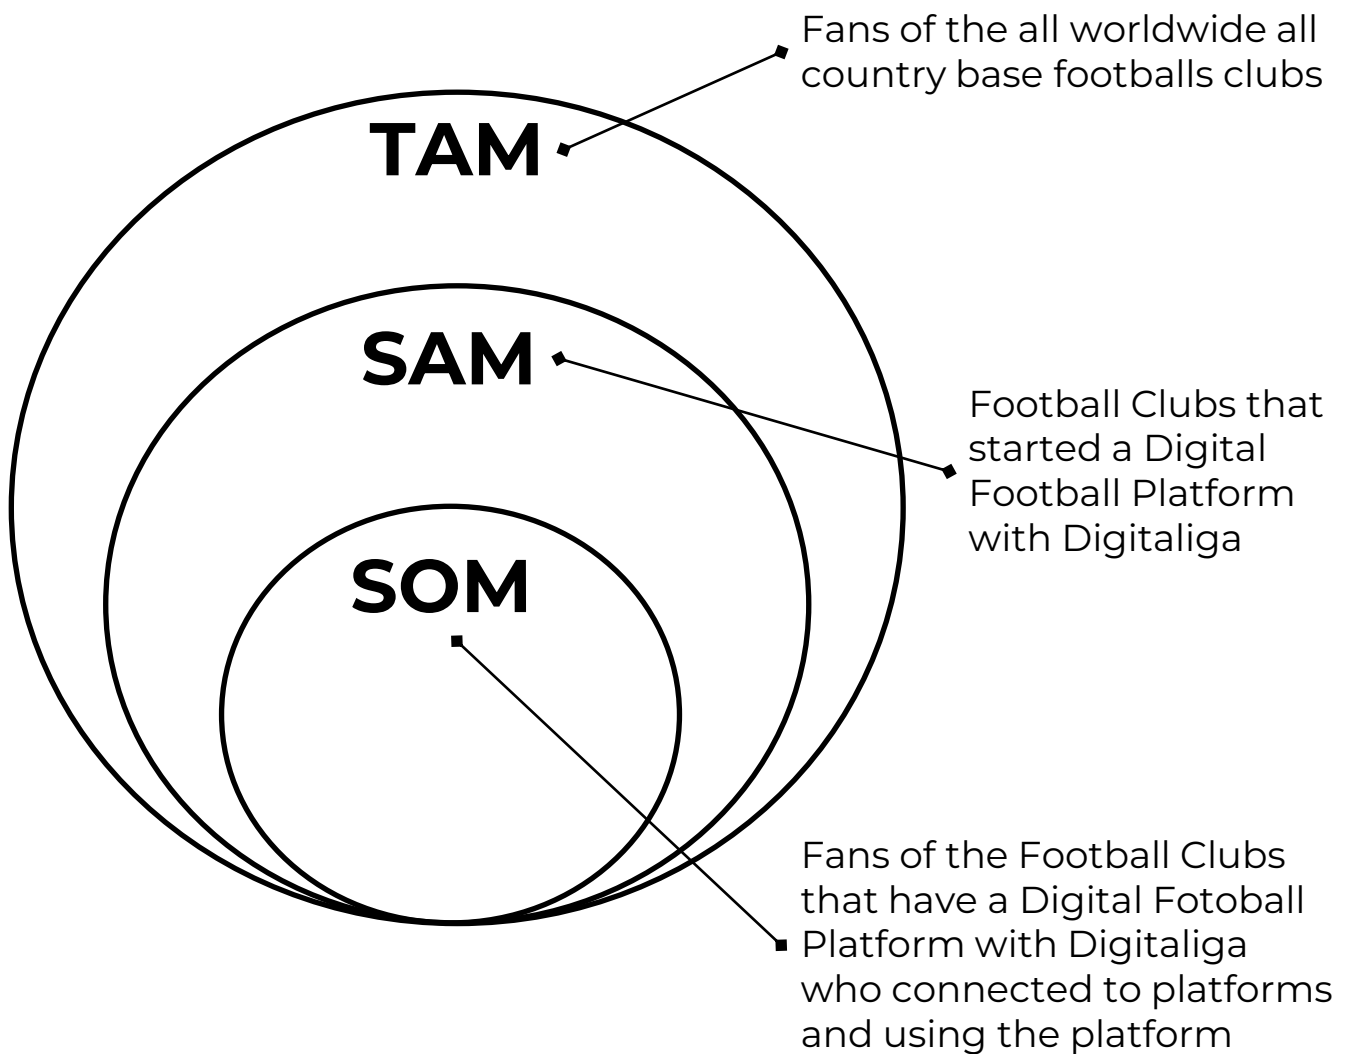 Fans of the all worldwide all
country base footballs clubs
TAM
SAM
Football Clubs that
started a Digital
Football Platform
with Digitaliga
SOM
Fans of the Football Clubs
that have a Digital Fotoball
Platform with Digitaliga
who connected to platforms
and using the platform